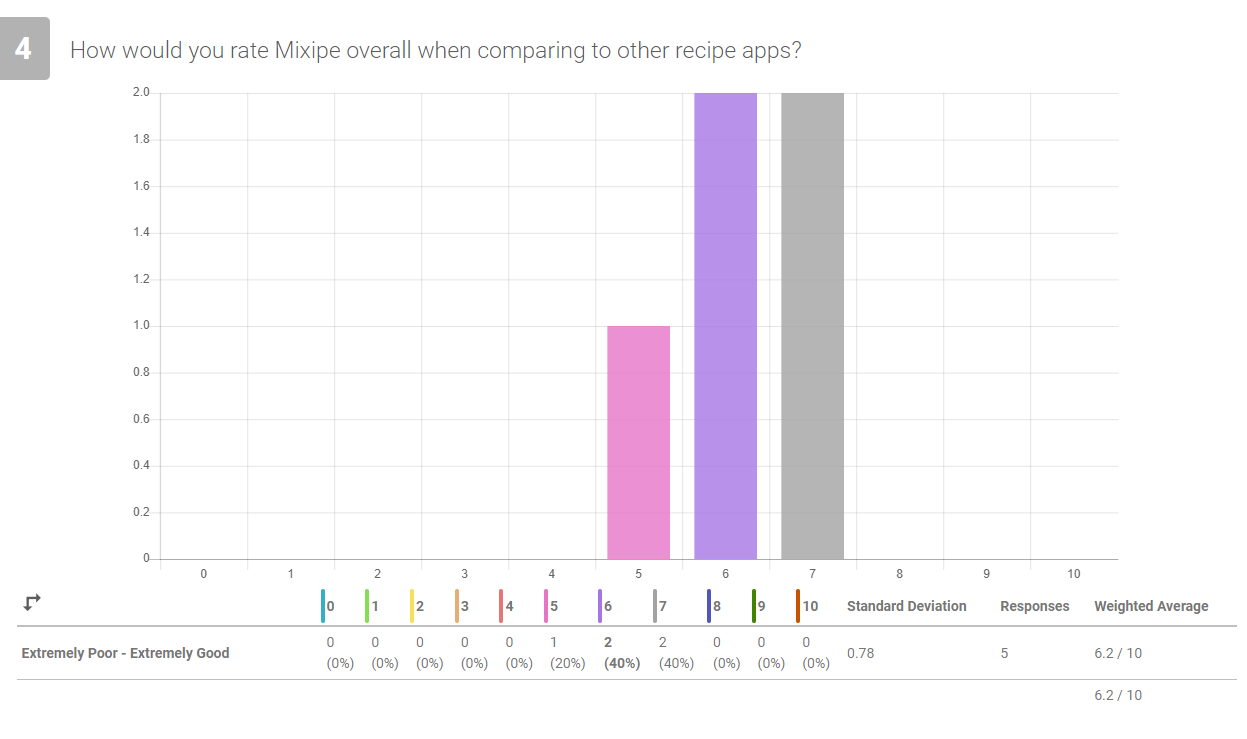 4
How would you rate Mixipe overall when comparing to other recipe apps?
2.0
1.8
1.6
1.4
1.2
1.0
0.8
0.6
0.4
0.2
0
0 1 2 3 4 5 6 7 8 9 10
0 1 2 3 4 5 6 7 8 9 10 Standard Deviation Responses Weighted Average
0 0 0 0 0 1 2 2 0 0 0
Extremely Poor - Extremely Good 0.78 5 6.2 / 10
(0%) (0%) (0%) (0%) (0%) (20%) (40%) (40%) (0%) (0%) (0%)
6.2 / 10